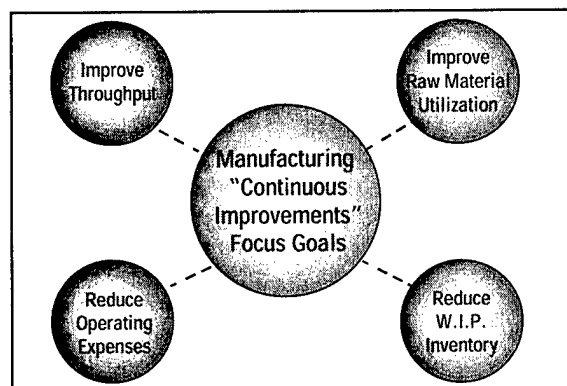 Improve
Throughput
Improve
Raw Material
Utilization
Manufacturing
"Continuous
Improvements"
Focus Goals
Reduce
Operating
Expenses
Reduce
W.I.P.
Inventory